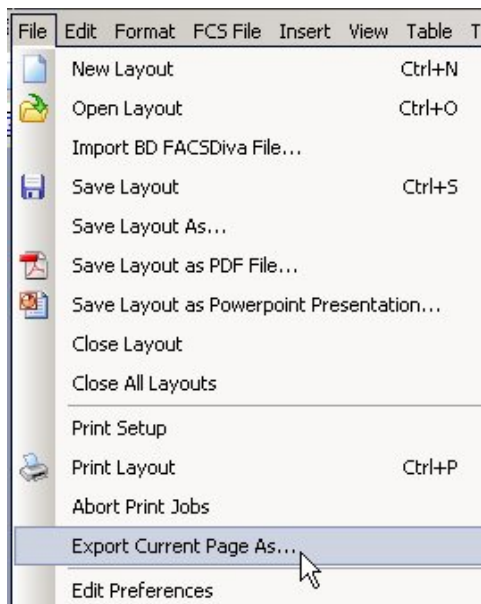 File Edit Format FCS File Insert View Table T
New Layout Ctrl+N
Open Layout Ctrl+O
Import BD FACSDiva File...
Save Layout Ctrl+S
Save Layout As...
Save Layout as PDF File...
Save Layout as Powerpoint Presentation...
Close Layout
Close All Layouts
Print Setup
Print Layout Ctrl+P
Abort Print Jobs
Export Current Page As...
Edit Preferences